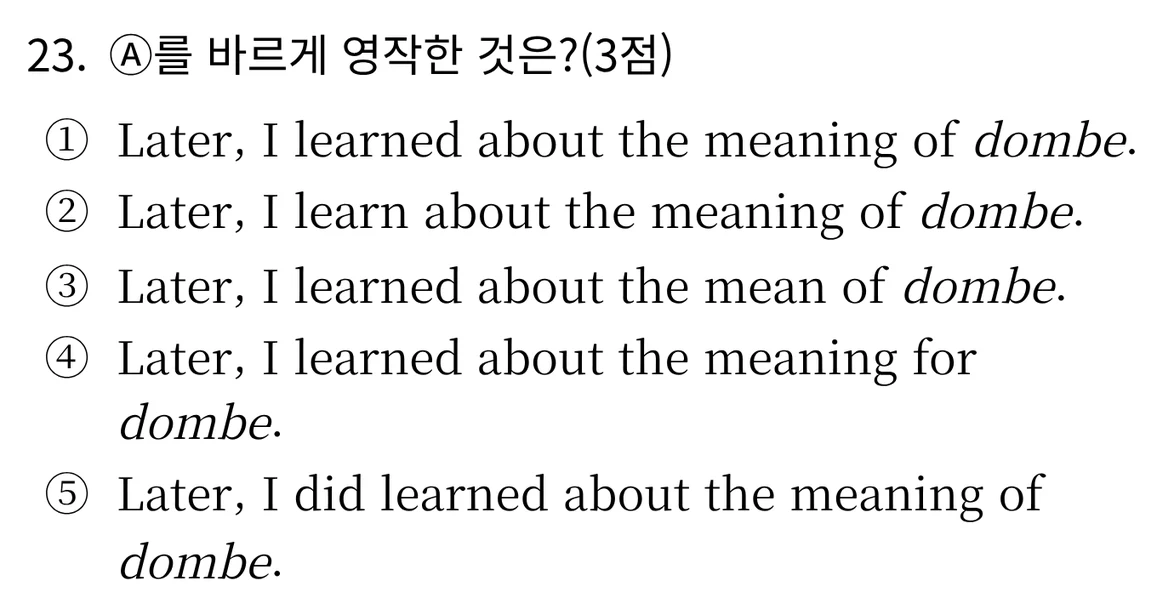 23. Ⓐ를 바르게 영작한 것은?(3점)
① Later, I learned about the meaning of dombe.
② Later, I learn about the meaning of dombe.
③ Later, I learned about the mean of dombe.
④ Later, I learned about the meaning for
dombe.
⑤ Later, I did learned about the meaning of
dombe.